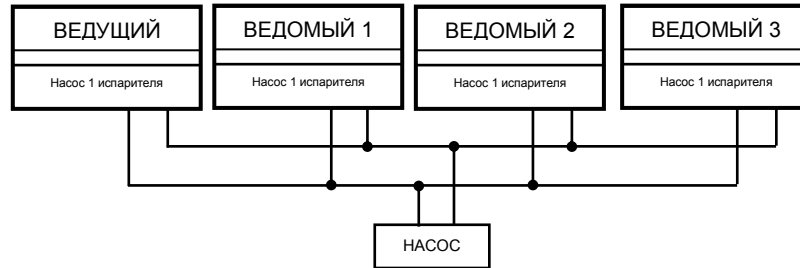 ВЕДУЩИЙ ВЕДОМЫЙ 1 ВЕДОМЫЙ 2 ВЕДОМЫЙ 3
Насос 1 испарителя Насос 1 испарителя Насос 1 испарителя Насос 1 испарителя
НАСОС